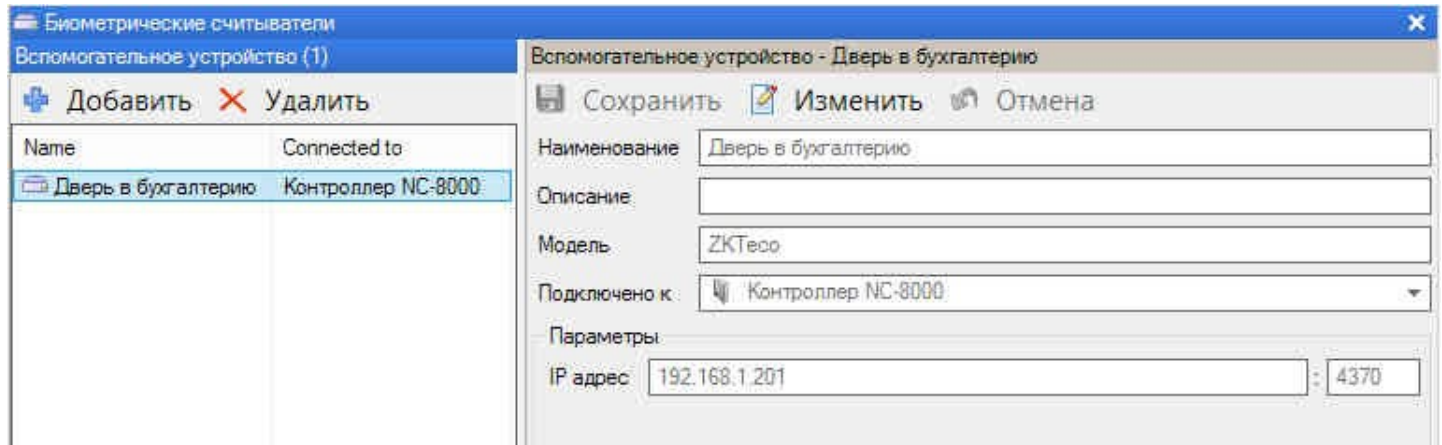 Биометрические считыватели
Вспомогательное устройство (1)
Добавить Удалить
Name Connected to
Дверь в бухгалтерию Контроллер NC-8000
Вспомогательное устройство - Дверь в бухгалтерию
Сохранить Изменить Отмена
Наименование Дверь в бухгалтерию
Описание
Модель ZKTeco
Подключено к Контроллер NC-8000
Параметры
IP адрес 192.168.1.201 : 4370